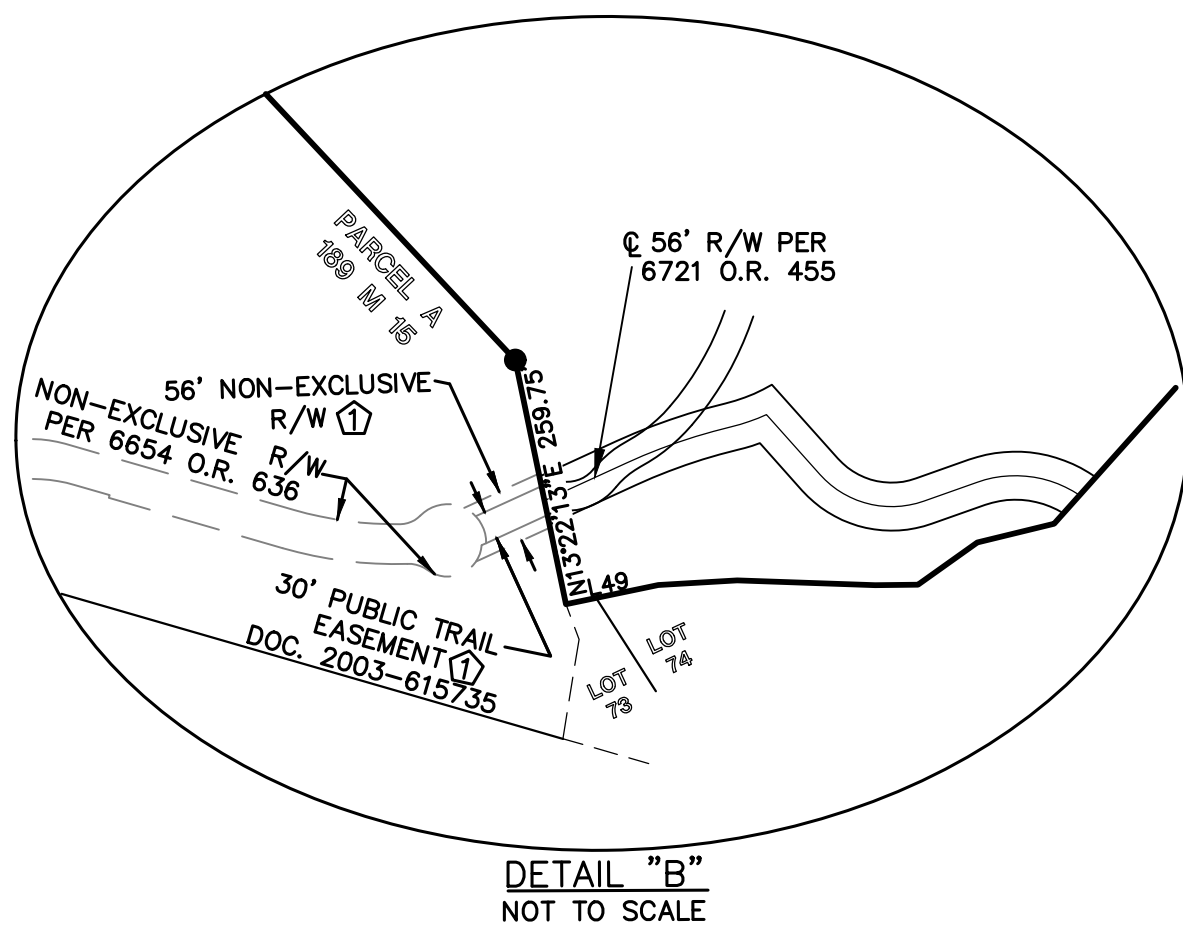 PARCEL A
189 M 15
℄ 56' R/W PER
6721 O.R. 455
56' NON-EXCLUSIVE
R/W 1
NON-EXCLUSIVE R/W
PER 6654 O.R. 636
N13°22'13"E 259.75'
L49
30' PUBLIC TRAIL
EASEMENT 1
DOC. 2003-615735
LOT
74
LOT
73
DETAIL "B"
NOT TO SCALE